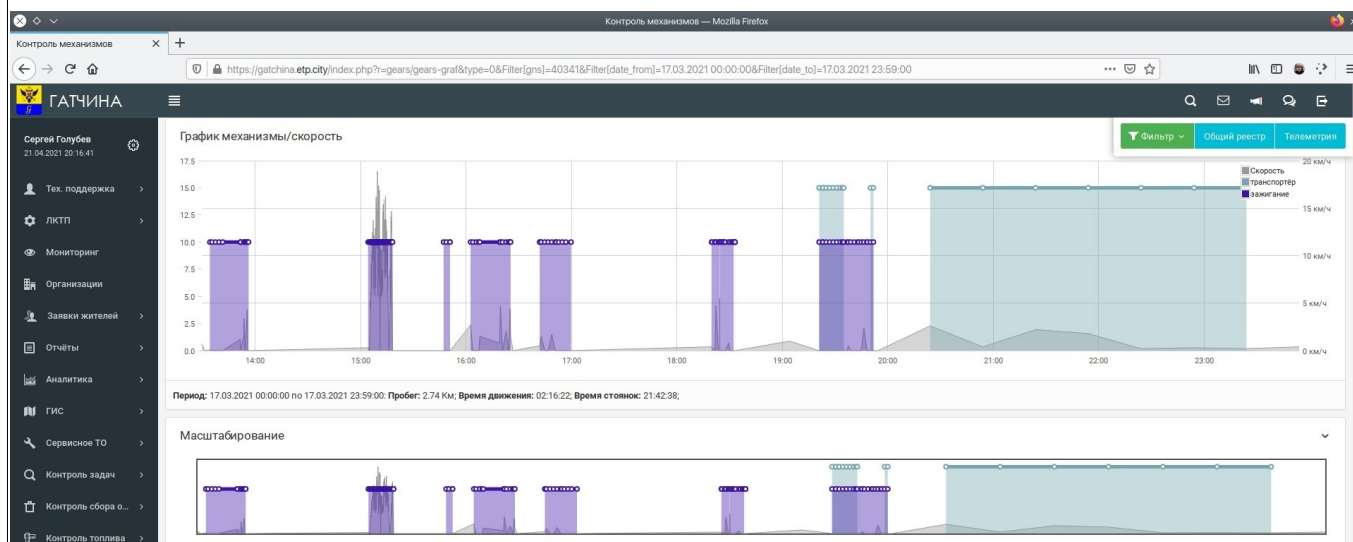 Контроль механизмов — Mozilla Firefox
Контроль механизмов
https://gatchina.etp.city/index.php?r=gears/gears-graf&type=0&Filter[gns]=40341&Filter[date_from]=17.03.2021 00:00:00&Filter[date_to]=17.03.2021 23:59:00
ГАТЧИНА
Сергей Голубев
21.04.2021 20:16:41
Тех. поддержка
ЛКТП
Мониторинг
Организации
Заявки жителей
Отчёты
Аналитика
ГИС
Сервисное ТО
Контроль задач
Контроль сбора о...
Контроль топлива
График механизмы/скорость
Фильтр
Общий реестр
Телеметрия
17.5
15.0
12.5
10.0
7.5
5.0
2.5
0.0
20 км/ч
15 км/ч
10 км/ч
5 км/ч
0 км/ч
Скорость
транспортёр
зажигание
14:00 15:00 16:00 17:00 18:00 19:00 20:00 21:00 22:00 23:00
Период: 17.03.2021 00:00:00 по 17.03.2021 23:59:00: Пробег: 2.74 Км; Время движения: 02:16:22; Время стоянок: 21:42:38;
Масштабирование